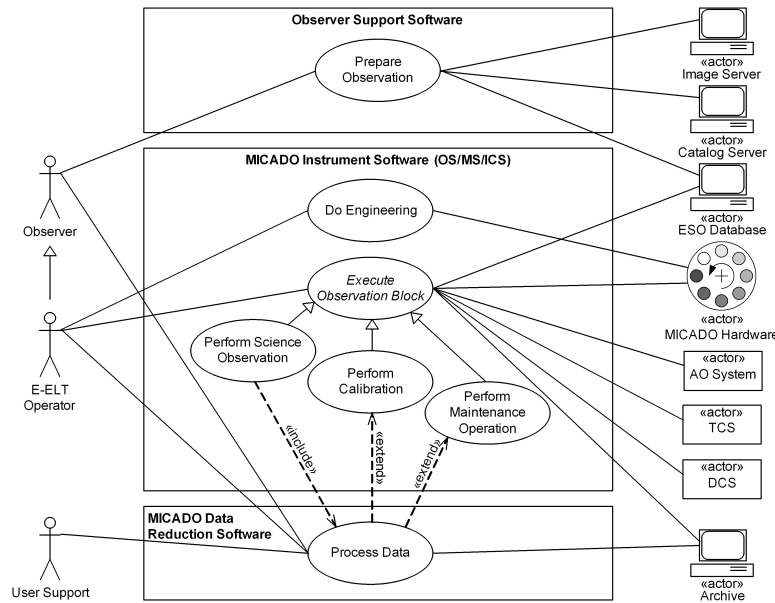 Observer Support Software
Prepare
Observation
«actor»
Image Server
«actor»
Catalog Server
«actor»
ESO Database
Observer
MICADO Instrument Software (OS/MS/ICS)
Do Engineering
Execute
Observation Block
«actor»
MICADO Hardware
Perform Science
Observation
Perform
Calibration
Perform
Maintenance
Operation
«actor»
AO System
«actor»
TCS
«actor»
DCS
E-ELT
Operator
«include»
«extend»
«extend»
MICADO Data
Reduction Software
Process Data
User Support
«actor»
Archive